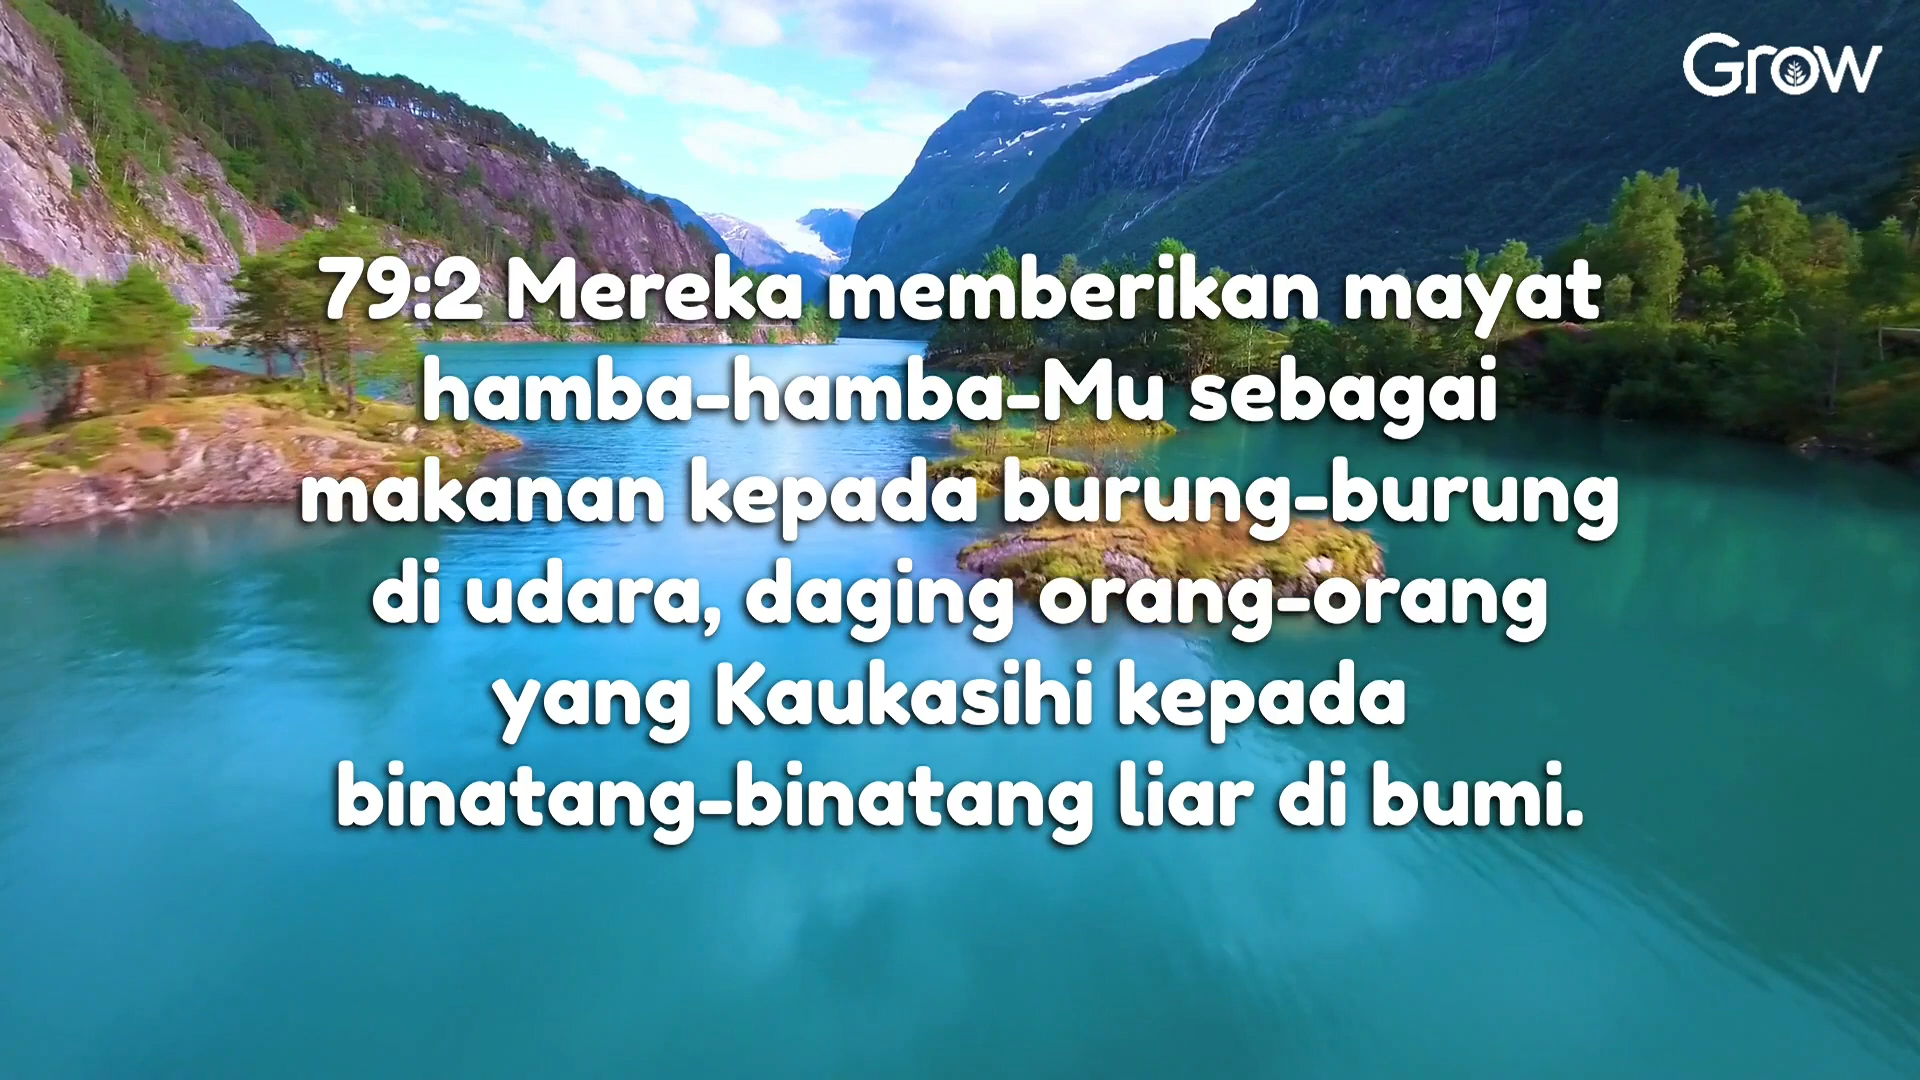 Grow
79:2 Mereka memberikan mayat
hamba-hamba-Mu sebagai
makanan kepada burung-burung
di udara, daging orang-orang
yang Kaukasihi kepada
binatang-binatang liar di bumi.